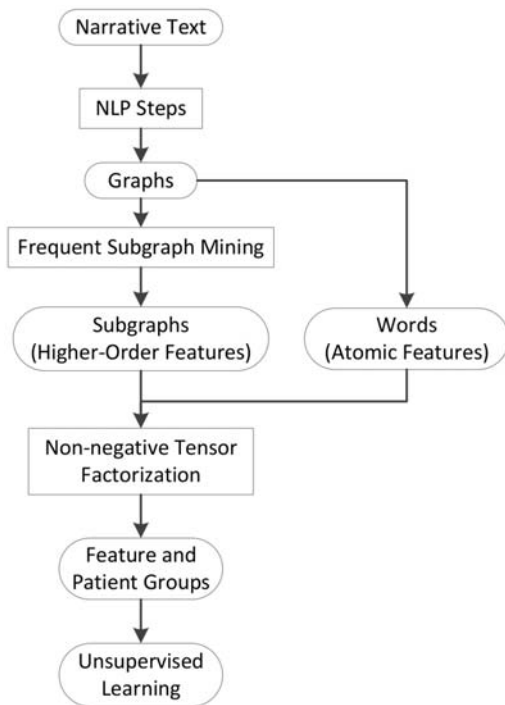 Narrative Text
NLP Steps
Graphs
Frequent Subgraph Mining
Subgraphs
(Higher-Order Features)
Words
(Atomic Features)
Non-negative Tensor
Factorization
Feature and
Patient Groups
Unsupervised
Learning